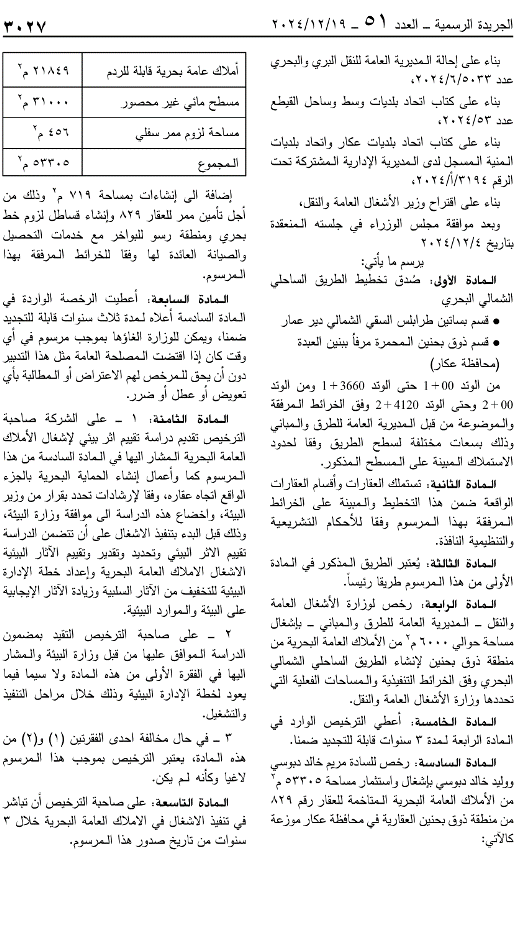 الجريدة الرسمية ــ العدد ٥١ ــ ٢٠٢٤/١٢/١٩
٣٠٢٧
بناء على إحالة المديرية العامة للنقل البري والبحري
عدد ٢٠٢٤/٦/٥٠٣٣،
بناء على كتاب اتحاد بلديات وسط وساحل القيطع
عدد ٢٠٢٤/٥٣،
بناء على كتاب اتحاد بلديات عكار واتحاد بلديات
المنية المسجل لدى المديرية الإدارية المشتركة تحت
الرقم ٣١٩٤/أ/٢٠٢٤،
بناء على اقتراح وزير الأشغال العامة والنقل،
وبعد موافقة مجلس الوزراء في جلسته المنعقدة
بتاريخ ٢٠٢٤/١٢/٤
يرسم ما يأتي:
المادة الأولى: صُدق تخطيط الطريق الساحلي
الشمالي البحري
● قسم بساتين طرابلس السقي الشمالي دير عمار
● قسم ذوق بحنين المحمرة مرفأ ببنين العبدة
(محافظة عكار)
من الوتد 00+1 حتى الوتد 3660+1 ومن الوتد
00+2 وحتى الوتد 4120+2 وفق الخرائط المرفقة
والموضوعة من قبل المديرية العامة للطرق والمباني
وذلك بسعات مختلفة لسطح الطريق وفقا لحدود
الاستملاك المبينة على المسطح المذكور.
المادة الثانية: تستملك العقارات وأقسام العقارات
الواقعة ضمن هذا التخطيط والمبينة على الخرائط
المرفقة بهذا المرسوم وفقا للأحكام التشريعية
والتنظيمية النافذة.
المادة الثالثة: يُعتبر الطريق المذكور في المادة
الأولى من هذا المرسوم طريقا رئيساً.
المادة الرابعة: رخص لوزارة الأشغال العامة
والنقل ــ المديرية العامة للطرق والمباني ــ بإشغال
مساحة حوالي ٦٠٠٠ م٢ من الأملاك العامة البحرية من
منطقة ذوق بحنين لإنشاء الطريق الساحلي الشمالي
البحري وفق الخرائط التنفيذية والمساحات الفعلية التي
تحددها وزارة الأشغال العامة والنقل.
المادة الخامسة: أعطي الترخيص الوارد في
المادة الرابعة لمدة ٣ سنوات قابلة للتجديد ضمنا.
المادة السادسة: رخص للسادة مريم خالد دبوسي
ووليد خالد دبوسي بإشغال واستثمار مساحة ٥٣٣٠٥ م٢
من الأملاك العامة البحرية المتاخمة للعقار رقم ٨٢٩
من منطقة ذوق بحنين العقارية في محافظة عكار موزعة
كالآتي:
أملاك عامة بحرية قابلة للردم ٢١٨٤٩ م٢
مسطح مائي غير محصور ٣١٠٠٠ م٢
مساحة لزوم ممر سفلي ٤٥٦ م٢
المجموع ٥٣٣٠٥ م٢
إضافة الى إنشاءات بمساحة ٧١٩ م٢ وذلك من
أجل تأمين ممر للعقار ٨٢٩ وإنشاء قساطل لزوم خط
بحري ومنطقة رسو للبواخر مع خدمات التحصيل
والصيانة العائدة لها وفقا للخرائط المرفقة بهذا
المرسوم.
المادة السابعة: أعطيت الرخصة الواردة في
المادة السادسة أعلاه لمدة ثلاث سنوات قابلة للتجديد
ضمنا، ويمكن للوزارة الغاؤها بموجب مرسوم في أي
وقت كان إذا اقتضت المصلحة العامة مثل هذا التدبير
دون أن يحق للمرخص لهم الاعتراض أو المطالبة بأي
تعويض أو عطل أو ضرر.
المادة الثامنة: ١ ــ على الشركة صاحبة
الترخيص تقديم دراسة تقييم اثر بيئي لإشغال الأملاك
العامة البحرية المشار اليها في المادة السادسة من هذا
المرسوم كما وأعمال إنشاء الحماية البحرية بالجزء
الواقع اتجاه عقاره، وفقا لإرشادات تحدد بقرار من وزير
البيئة، واخضاع هذه الدراسة الى موافقة وزارة البيئة،
وذلك قبل البدء بتنفيذ الاشغال على أن تتضمن الدراسة
تقييم الاثر البيئي وتحديد وتقدير وتقييم الآثار البيئية
الاشغال الاملاك العامة البحرية وإعداد خطة الإدارة
البيئية للتخفيف من الآثار السلبية وزيادة الآثار الإيجابية
على البيئة والموارد البيئية.
٢ ــ على صاحبة الترخيص التقيد بمضمون
الدراسة الموافق عليها من قبل وزارة البيئة والمشار
اليها في الفقرة الأولى من هذه المادة ولا سيما فيما
يعود لخطة الإدارة البيئية وذلك خلال مراحل التنفيذ
والتشغيل.
٣ ــ في حال مخالفة احدى الفقرتين (١) و(٢) من
هذه المادة، يعتبر الترخيص بموجب هذا المرسوم
لاغيا وكأنه لم يكن.
المادة التاسعة: على صاحبة الترخيص أن تباشر
في تنفيذ الاشغال في الاملاك العامة البحرية خلال ٣
سنوات من تاريخ صدور هذا المرسوم.